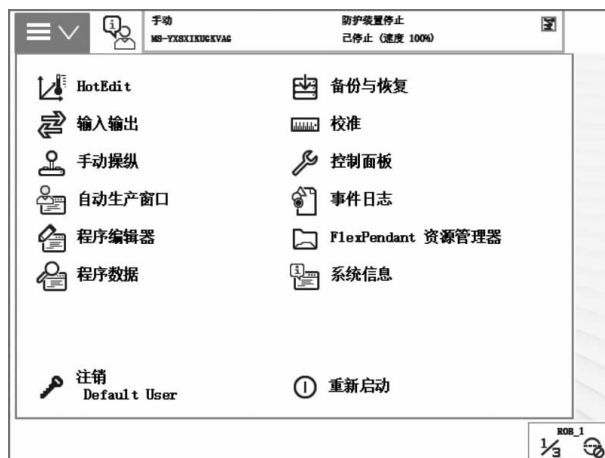 手动
防护装置停止
MS-YXSXIKUGKVAG
已停止 (速度 100%)
HotEdit
备份与恢复
输入输出
校准
手动操纵
控制面板
自动生产窗口
事件日志
程序编辑器
FlexPendant 资源管理器
程序数据
系统信息
注销
Default User
重新启动
ROB_1
1/3